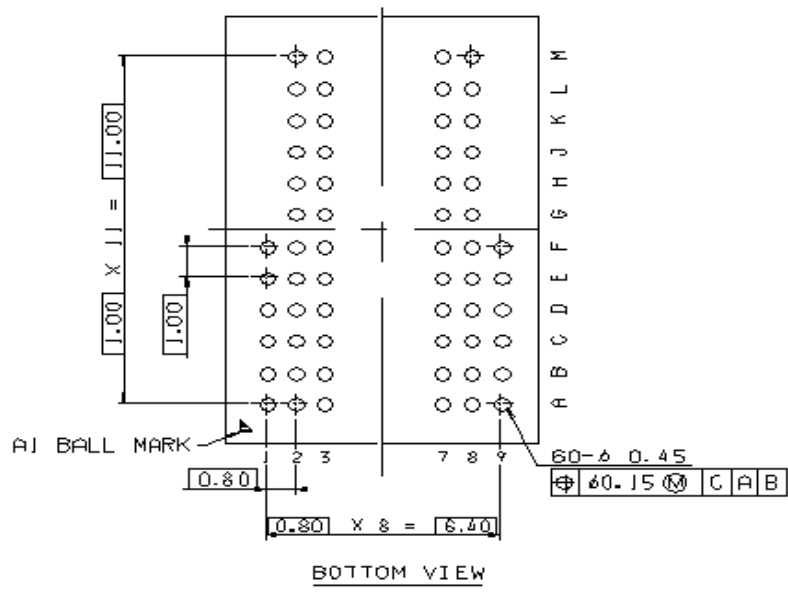 M
L
K
J
H
G
F
E
D
C
B
A
1.00 X 11 = 11.00
1.00
A1 BALL MARK
1 2 3 7 8 9
60-ø 0.45
⌖ ø0.15 Ⓜ C A B
0.80
0.80 X 8 = 6.40
BOTTOM VIEW